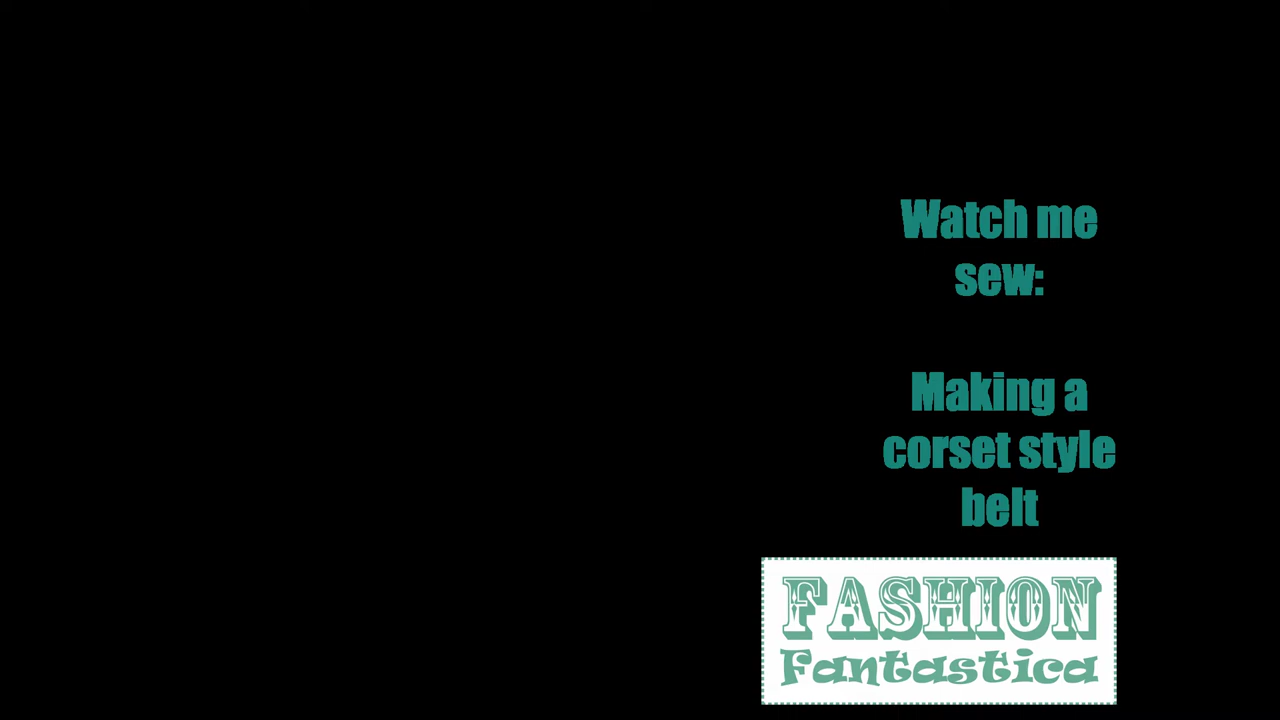 Watch me
sew:
Making a
corset style
belt
FASHION
Fantastica